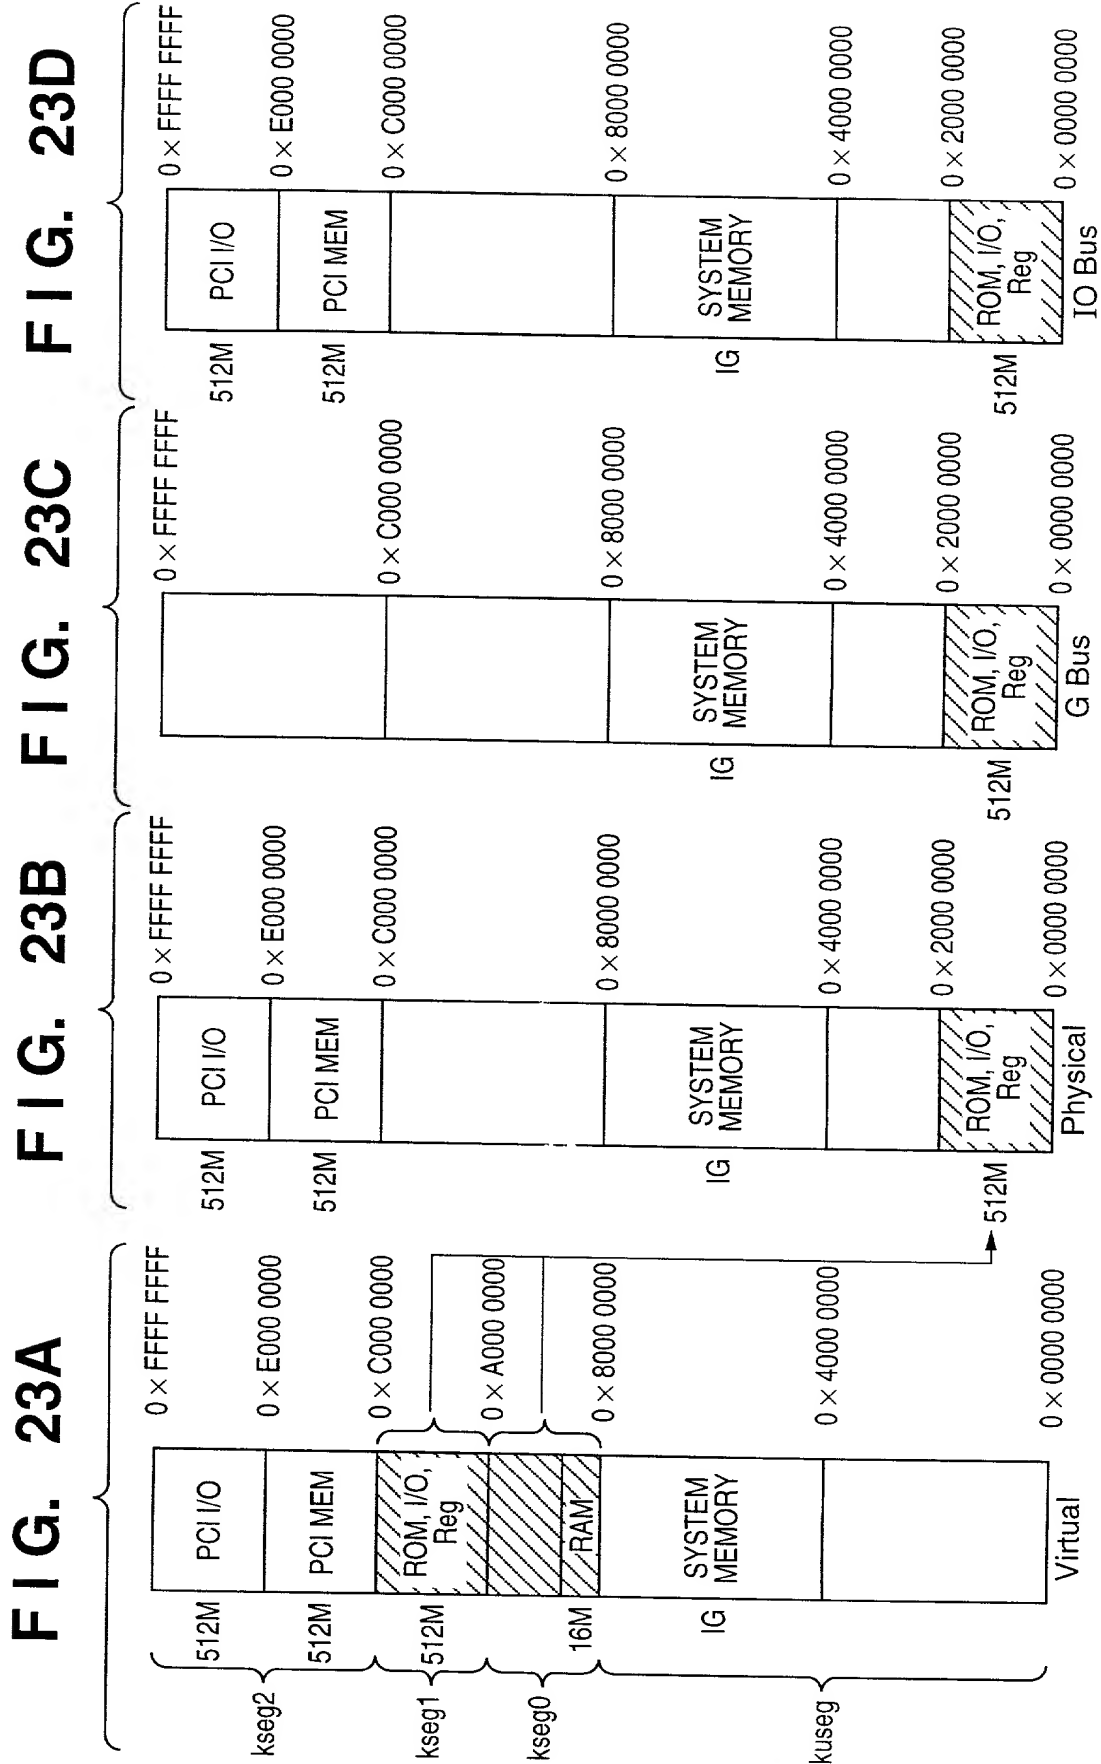 FIG. 23A
0×FFFF FFFF
PCI I/O
512M
0×E000 0000
PCI MEM
512M
kseg2
0×C000 0000
ROM, I/O,
Reg
512M
kseg1
0×A000 0000
RAM
16M
kseg0
0×8000 0000
SYSTEM
MEMORY
IG
0×4000 0000
kuseg
0×0000 0000
Virtual
FIG. 23B
0×FFFF FFFF
PCI I/O
512M
0×E000 0000
PCI MEM
512M
0×C000 0000
0×8000 0000
SYSTEM
MEMORY
IG
0×4000 0000
0×2000 0000
ROM, I/O,
Reg
512M
0×0000 0000
Physical
FIG. 23C
0×FFFF FFFF
0×C000 0000
0×8000 0000
SYSTEM
MEMORY
IG
0×4000 0000
0×2000 0000
ROM, I/O,
Reg
512M
0×0000 0000
G Bus
FIG. 23D
0×FFFF FFFF
PCI I/O
512M
0×E000 0000
PCI MEM
512M
0×C000 0000
0×8000 0000
SYSTEM
MEMORY
IG
0×4000 0000
0×2000 0000
ROM, I/O,
Reg
512M
0×0000 0000
IO Bus